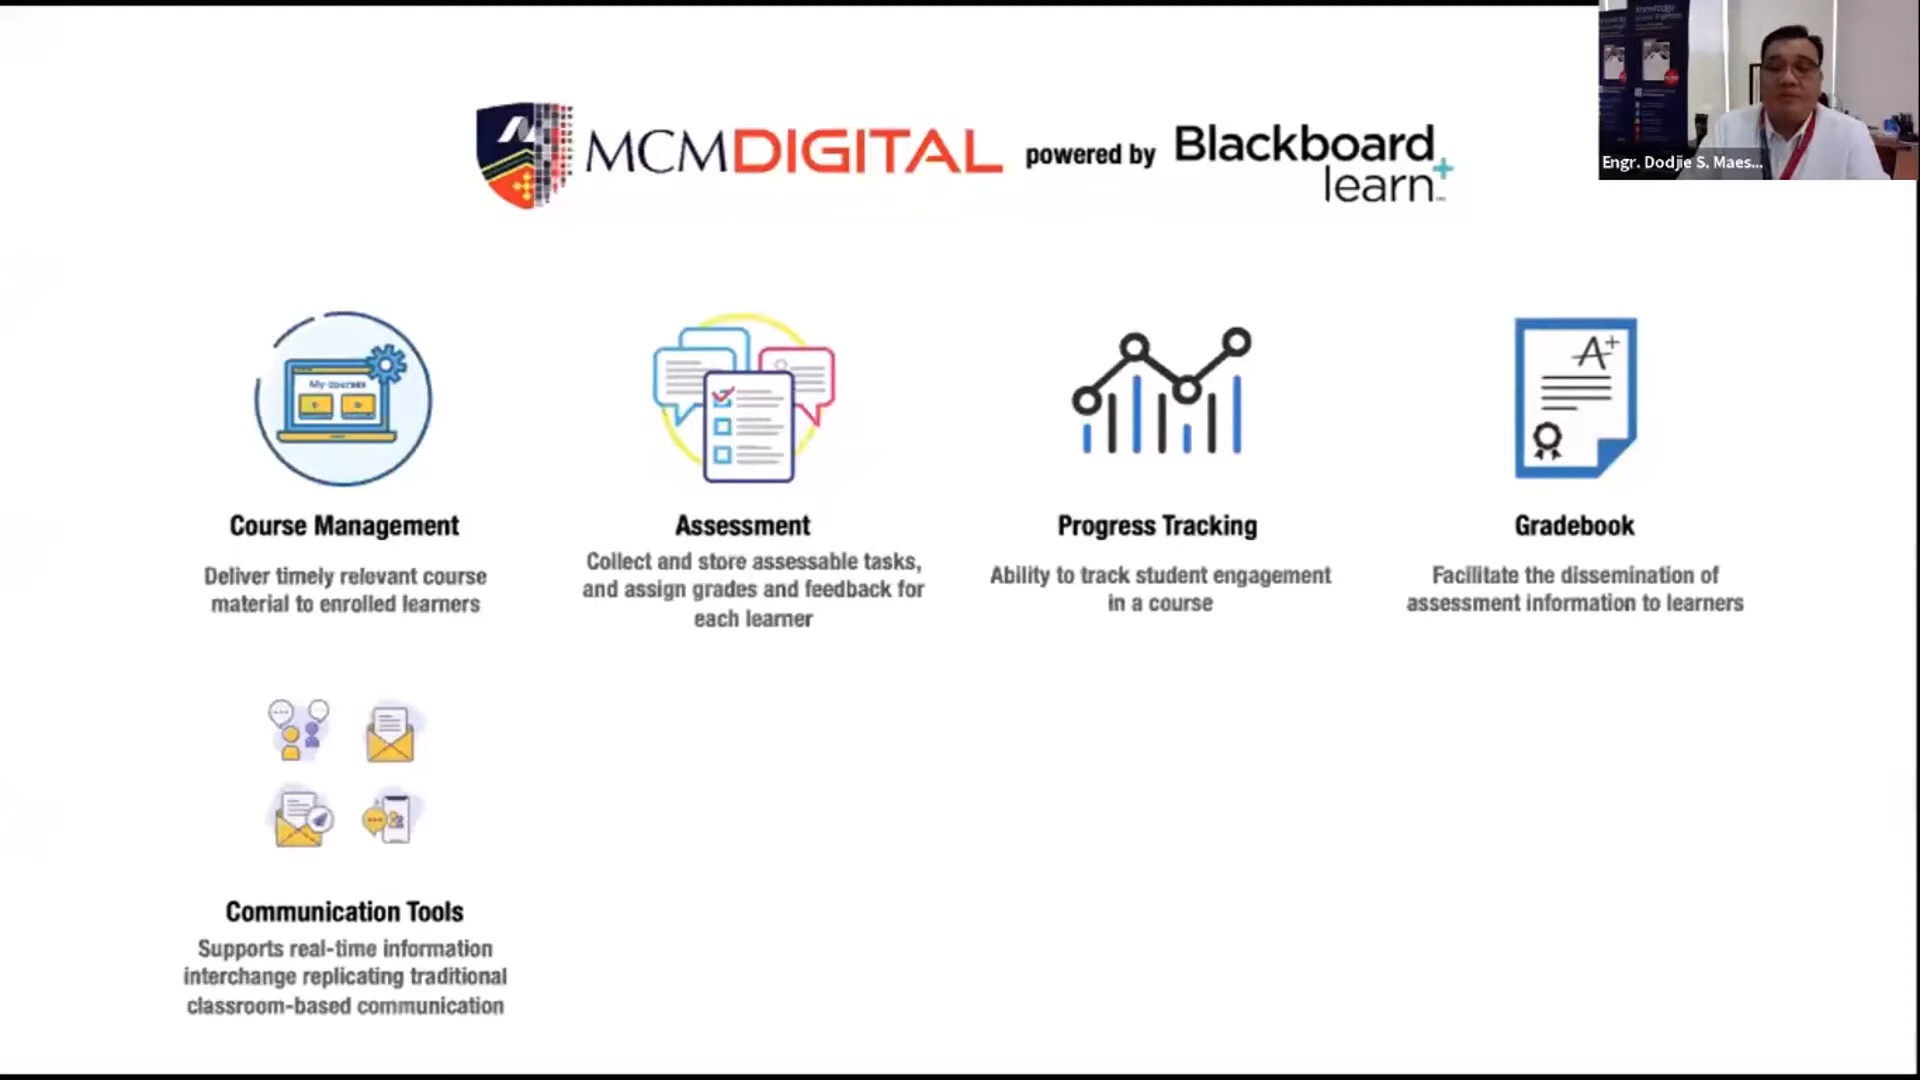 MCMDIGITAL powered by Blackboard
learn+
Engr. Dodjie S. Maes...
My courses
A+
Course Management
Deliver timely relevant course
material to enrolled learners
Assessment
Collect and store assessable tasks,
and assign grades and feedback for
each learner
Progress Tracking
Ability to track student engagement
in a course
Gradebook
Facilitate the dissemination of
assessment information to learners
Communication Tools
Supports real-time information
interchange replicating traditional
classroom-based communication